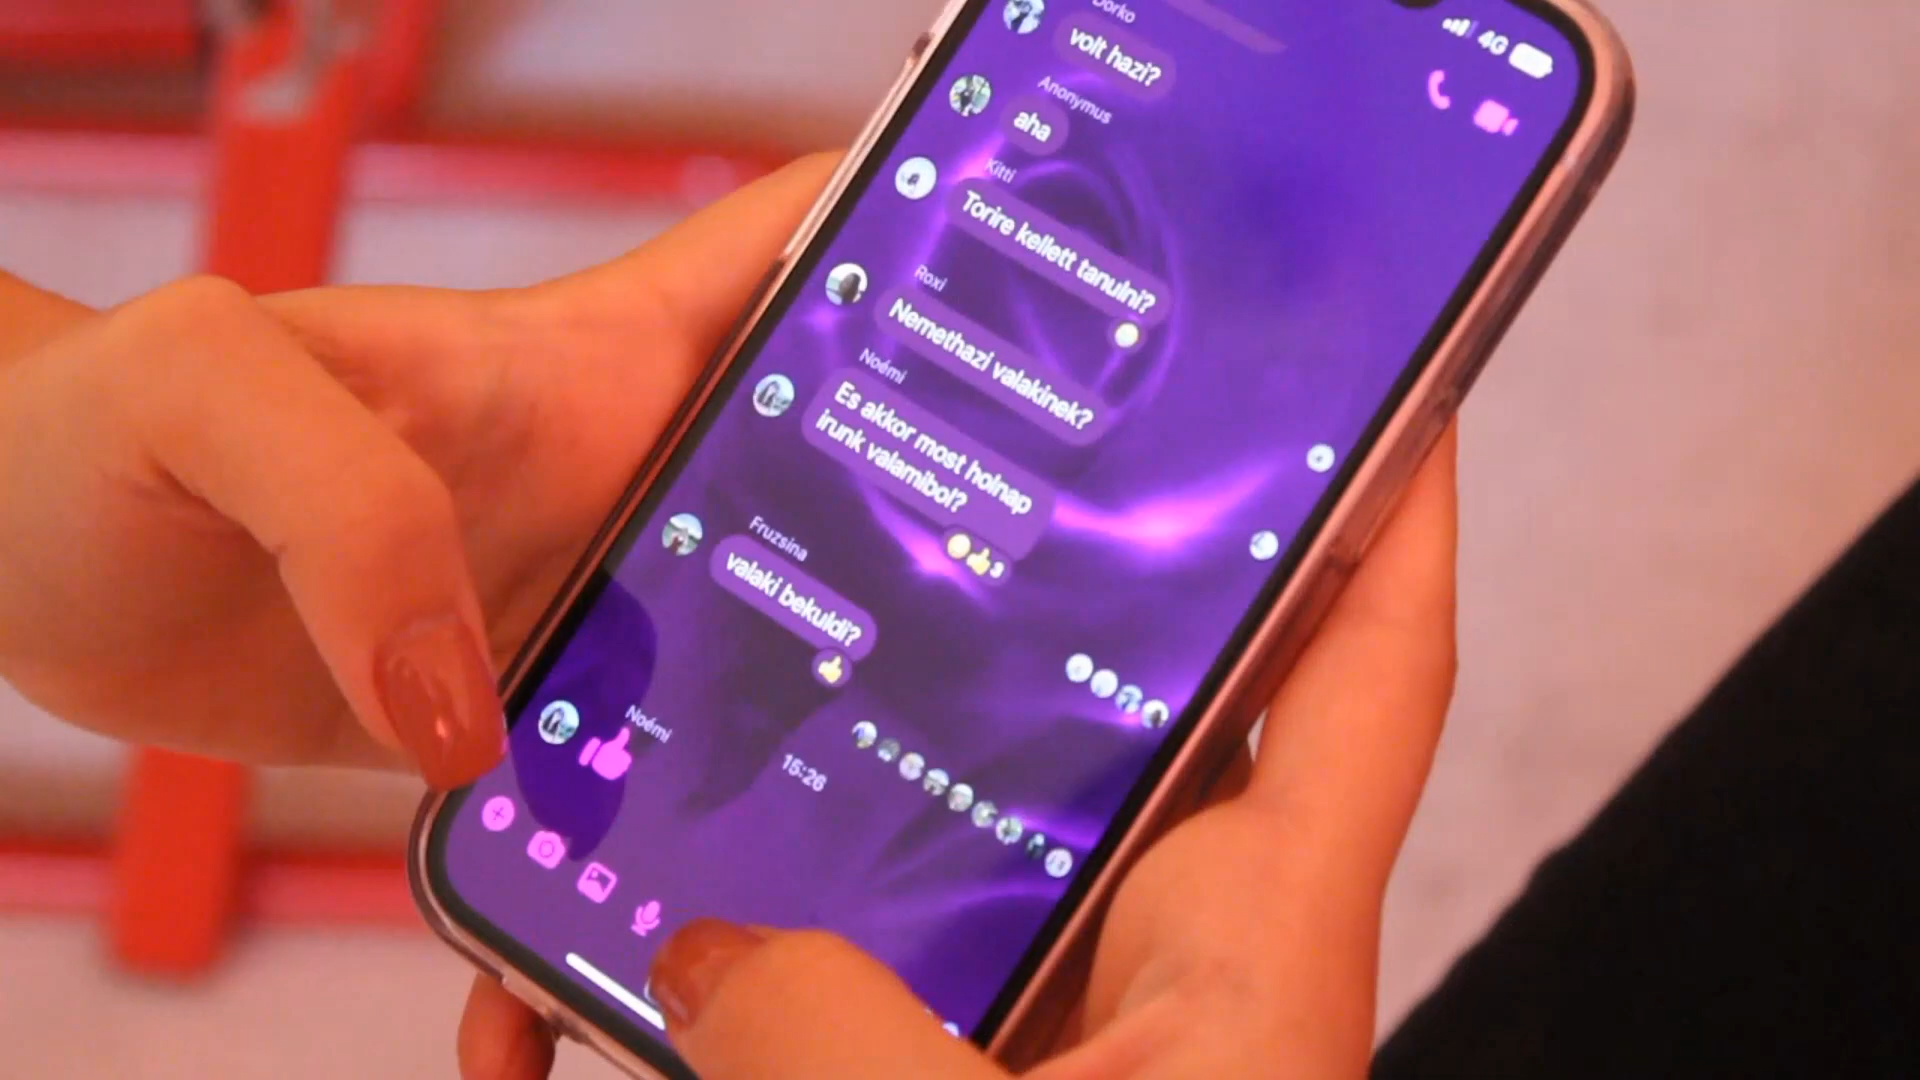 4G
Dorko
volt hazi?
Anonymus
aha
Kitti
Torire kellett tanulni?
Roxi
Nemethazi valakinek?
Noémi
Es akkor most holnap
irunk valamibol?
3
Fruzsina
valaki bekuldi?
Noémi
15:26